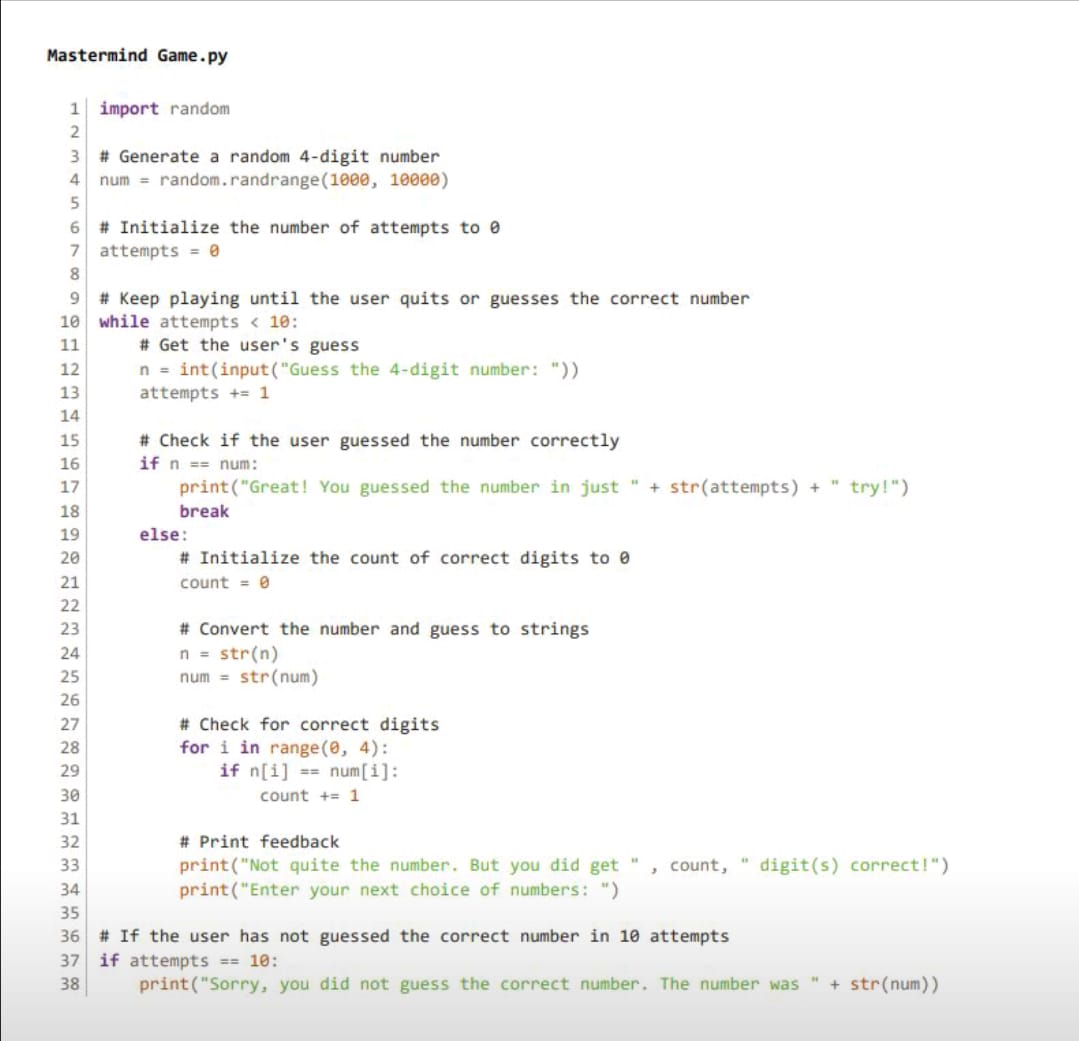 Mastermind Game.py
1 import random
2
3 # Generate a random 4-digit number
4 num = random.randrange(1000, 10000)
5
6 # Initialize the number of attempts to 0
7 attempts = 0
8
9 # Keep playing until the user quits or guesses the correct number
10 while attempts < 10:
11     # Get the user's guess
12     n = int(input("Guess the 4-digit number: "))
13     attempts += 1
14
15     # Check if the user guessed the number correctly
16     if n == num:
17         print("Great! You guessed the number in just " + str(attempts) + " try!")
18         break
19     else:
20         # Initialize the count of correct digits to 0
21         count = 0
22
23         # Convert the number and guess to strings
24         n = str(n)
25         num = str(num)
26
27         # Check for correct digits
28         for i in range(0, 4):
29             if n[i] == num[i]:
30                 count += 1
31
32         # Print feedback
33         print("Not quite the number. But you did get " , count, " digit(s) correct!")
34         print("Enter your next choice of numbers: ")
35
36 # If the user has not guessed the correct number in 10 attempts
37 if attempts == 10:
38     print("Sorry, you did not guess the correct number. The number was " + str(num))